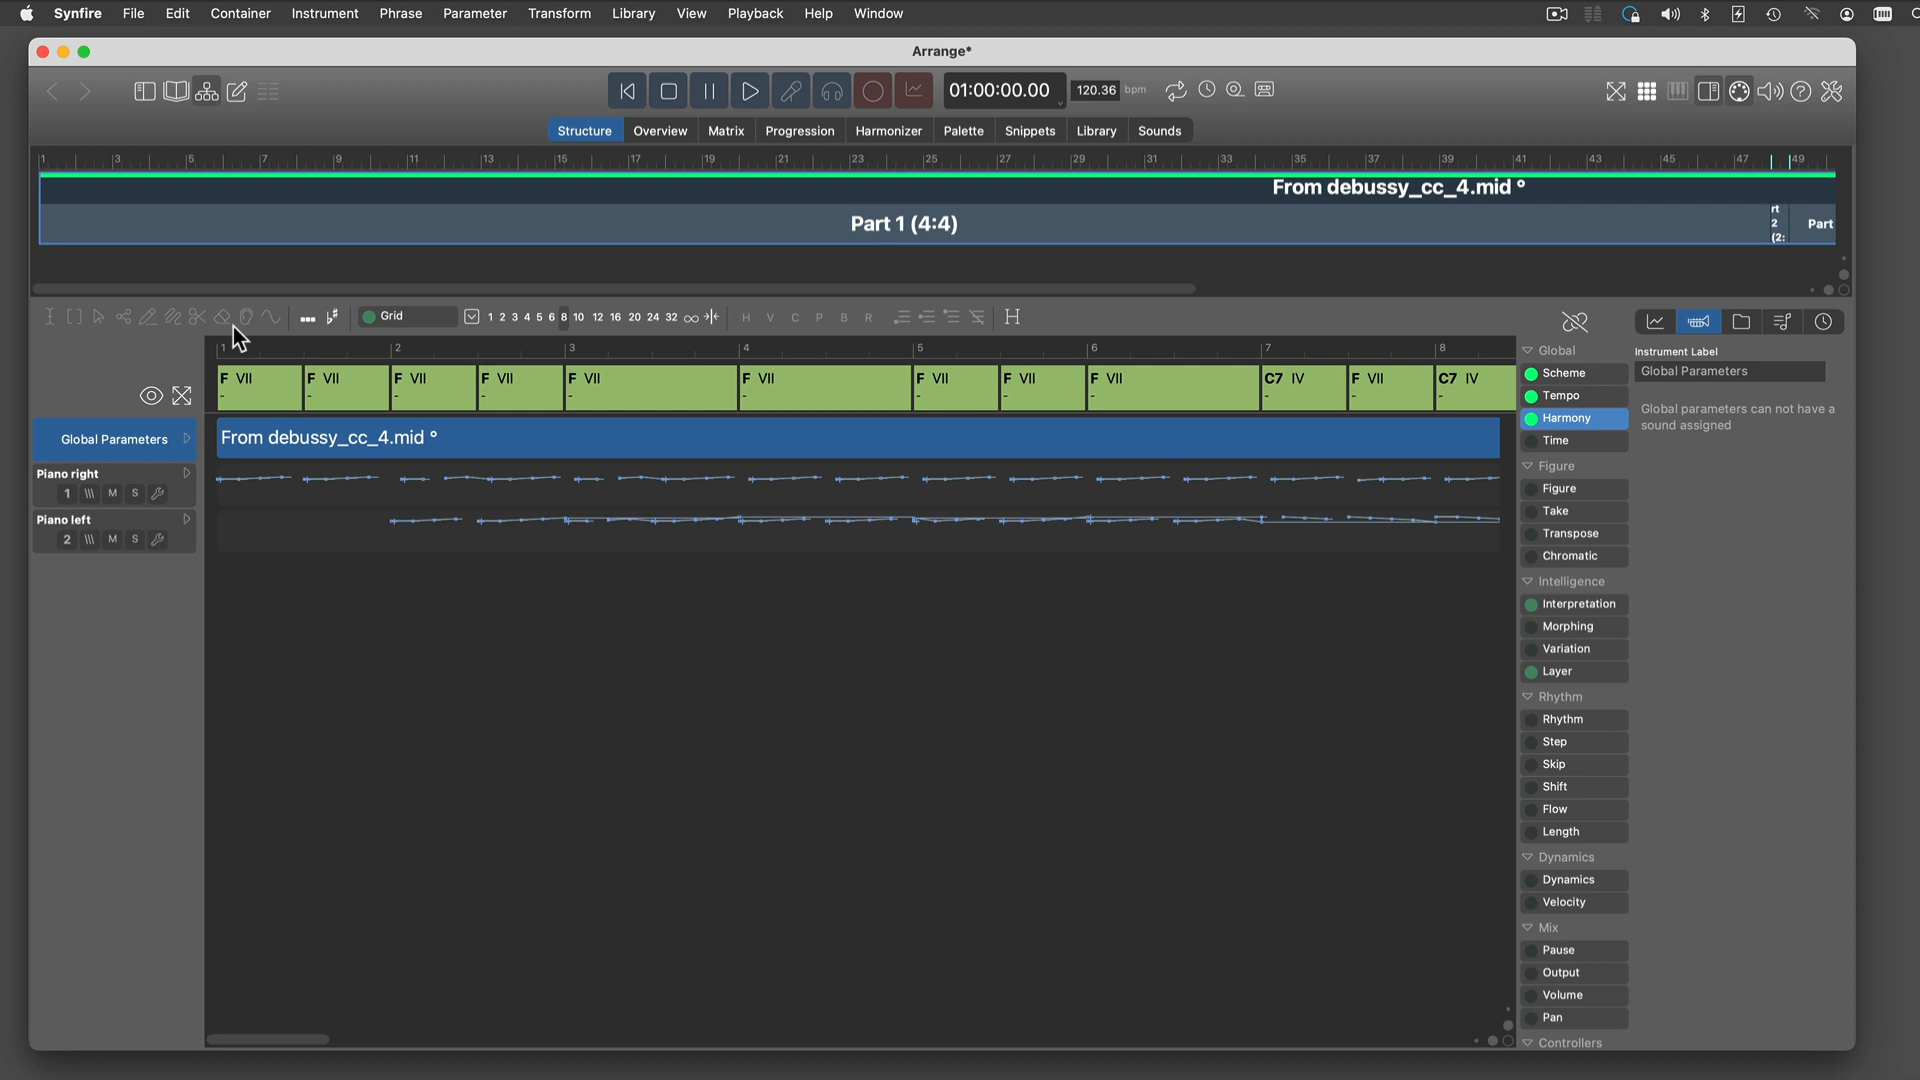 Synfire File Edit Container Instrument Phrase Parameter Transform Library View Playback Help Window
Arrange*
01:00:00.00 120.36 bpm
Structure Overview Matrix Progression Harmonizer Palette Snippets Library Sounds
1 3 5 7 9 11 13 15 17 19 21 23 25 27 29 31 33 35 37 39 41 43 45 47 49
From debussy_cc_4.mid °
Part 1 (4:4)
rt
2
(2:
Part
Grid 1 2 3 4 5 6 8 10 12 16 20 24 32 ∞ H V C P B R
1 2 3 4 5 6 7 8
F VII F VII F VII F VII F VII F VII F VII F VII F VII C7 IV F VII C7 IV
- - - - - - - - - - - -
Global Parameters
From debussy_cc_4.mid °
Piano right
1 M S
Piano left
2 M S
Global
Scheme
Tempo
Harmony
Time
Figure
Figure
Take
Transpose
Chromatic
Intelligence
Interpretation
Morphing
Variation
Layer
Rhythm
Rhythm
Step
Skip
Shift
Flow
Length
Dynamics
Dynamics
Velocity
Mix
Pause
Output
Volume
Pan
Controllers
Instrument Label
Global Parameters
Global parameters can not have a
sound assigned